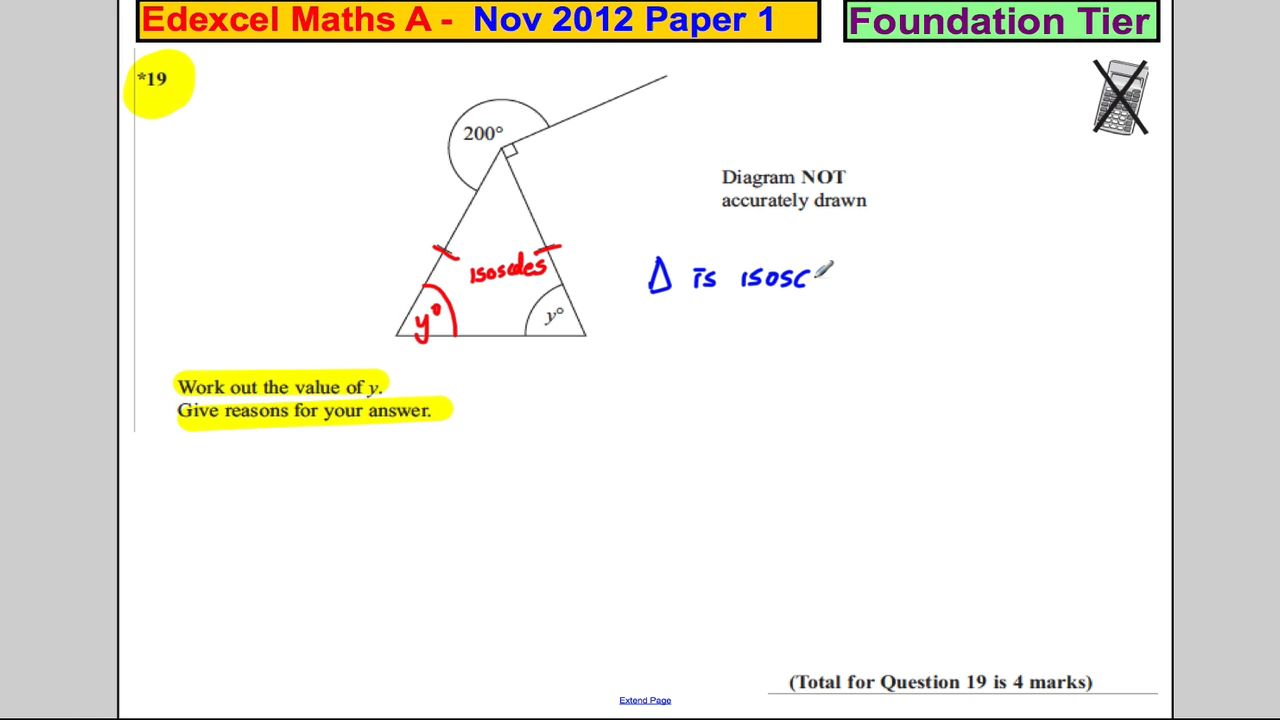 Edexcel Maths A - Nov 2012 Paper 1
Foundation Tier
*19
200°
Diagram NOT
accurately drawn
isosceles
Δ is isosc
y°
y°
Work out the value of y.
Give reasons for your answer.
(Total for Question 19 is 4 marks)
Extend Page